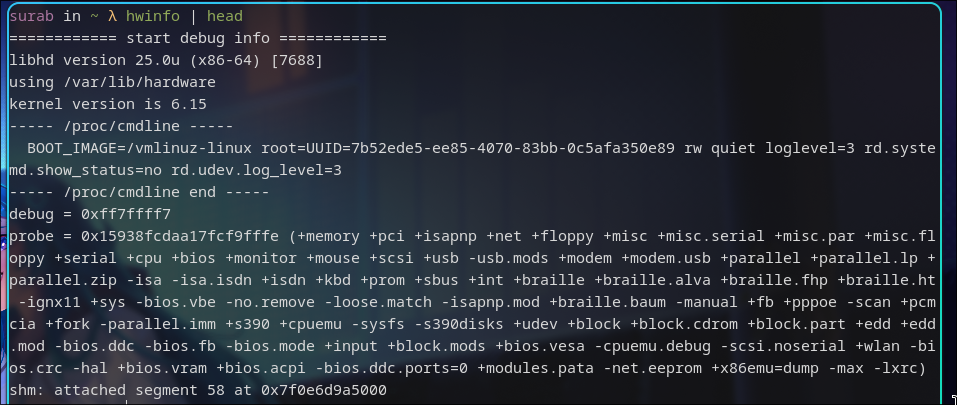 surab in ~ λ hwinfo | head
============ start debug info ============
libhd version 25.0u (x86-64) [7688]
using /var/lib/hardware
kernel version is 6.15
----- /proc/cmdline -----
  BOOT_IMAGE=/vmlinuz-linux root=UUID=7b52ede5-ee85-4070-83bb-0c5afa350e89 rw quiet loglevel=3 rd.syste
md.show_status=no rd.udev.log_level=3
----- /proc/cmdline end -----
debug = 0xff7ffff7
probe = 0x15938fcdaa17fcf9fffe (+memory +pci +isapnp +net +floppy +misc +misc.serial +misc.par +misc.fl
oppy +serial +cpu +bios +monitor +mouse +scsi +usb -usb.mods +modem +modem.usb +parallel +parallel.lp +
parallel.zip -isa -isa.isdn +isdn +kbd +prom +sbus +int +braille +braille.alva +braille.fhp +braille.ht
 -ignx11 +sys -bios.vbe -no.remove -loose.match -isapnp.mod +braille.baum -manual +fb +pppoe -scan +pcm
cia +fork -parallel.imm +s390 +cpuemu -sysfs -s390disks +udev +block +block.cdrom +block.part +edd +edd
.mod -bios.ddc -bios.fb -bios.mode +input +block.mods +bios.vesa -cpuemu.debug -scsi.noserial +wlan -bi
os.crc -hal +bios.vram +bios.acpi -bios.ddc.ports=0 +modules.pata -net.eeprom +x86emu=dump -max -lxrc)
shm: attached segment 58 at 0x7f0e6d9a5000